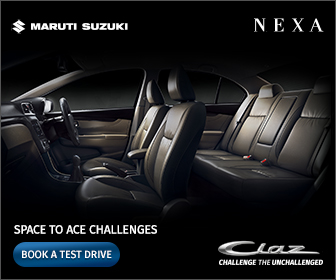 MARUTI SUZUKI
NEXA
SPACE TO ACE CHALLENGES
BOOK A TEST DRIVE
Ciaz
CHALLENGE THE UNCHALLENGED